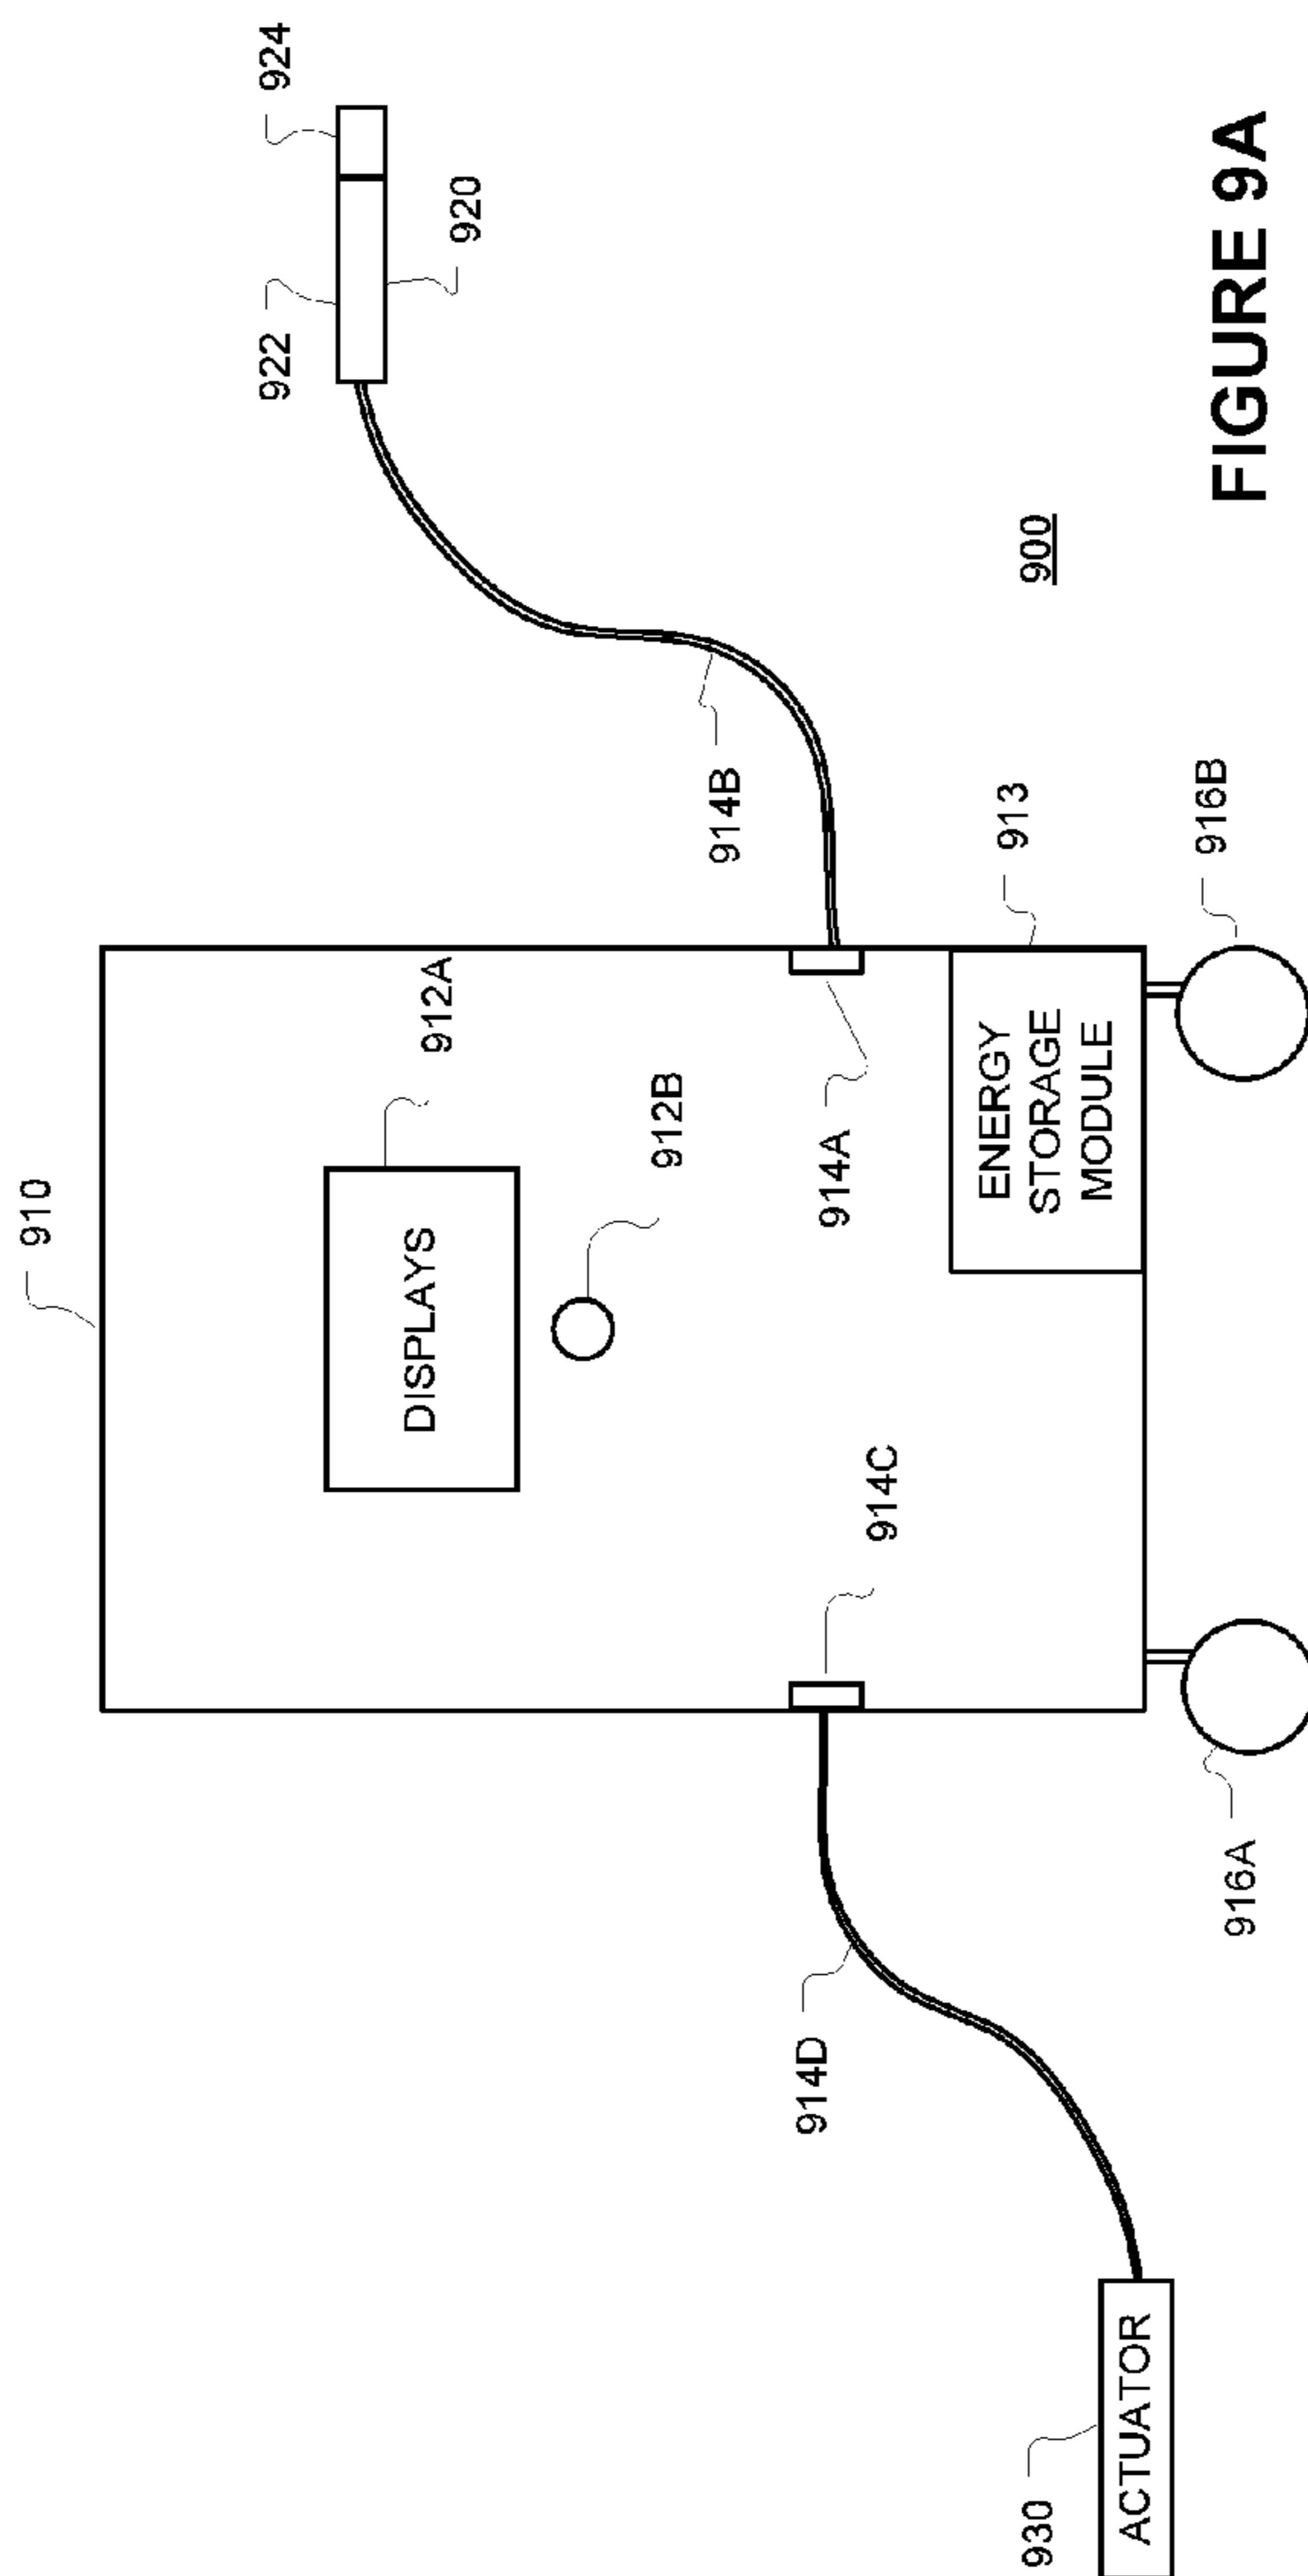 910
924
922
920
912A
DISPLAYS
912B
914B
914A
914C
914D
900
913
ENERGY
STORAGE
MODULE
916B
916A
930
ACTUATOR
FIGURE 9A